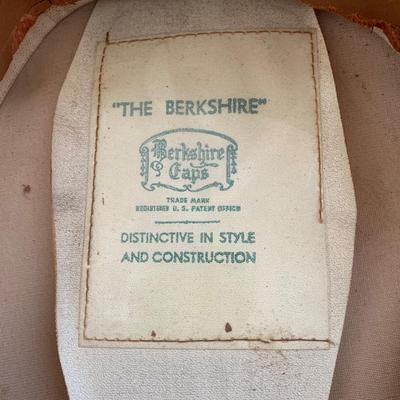 "THE BERKSHIRE"
Berkshire
Caps
TRADE MARK
REGISTERED U.S. PATENT OFFICE
DISTINCTIVE IN STYLE
AND CONSTRUCTION